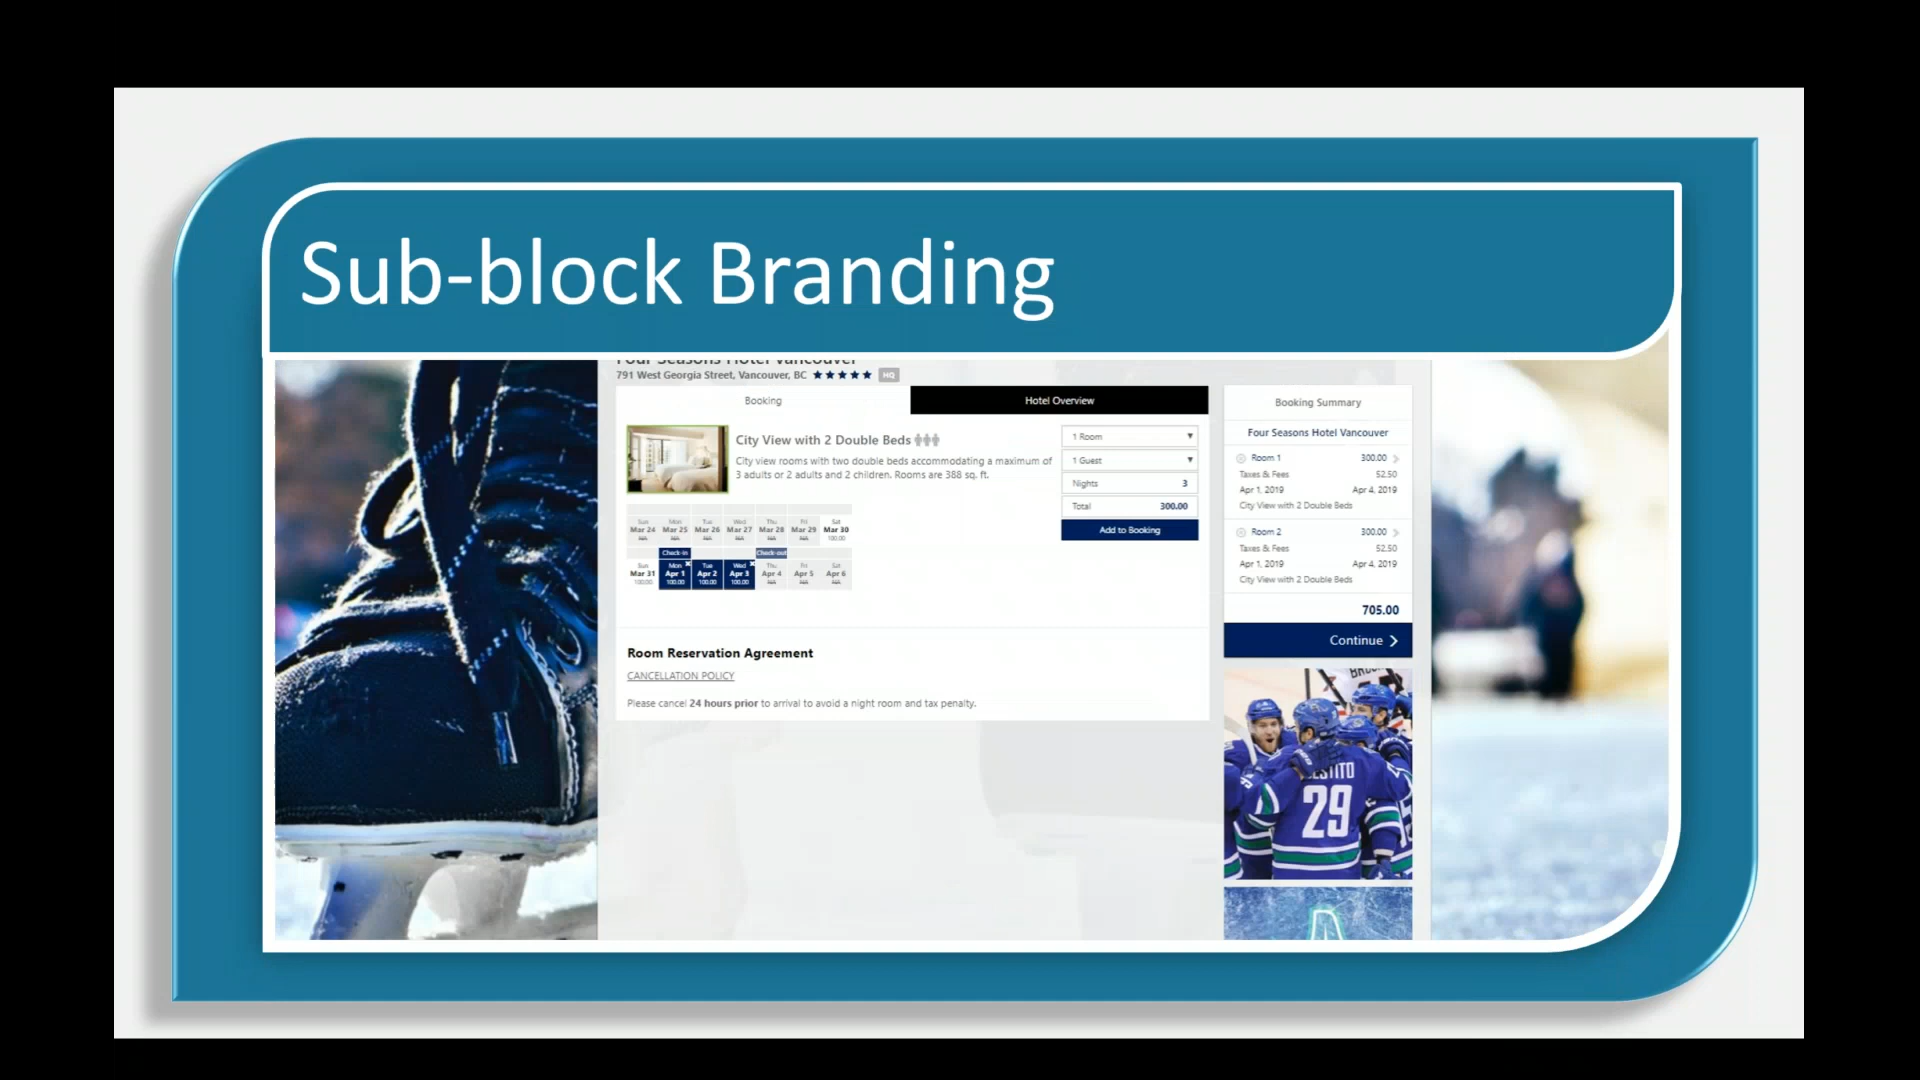 Sub-block Branding
Four Seasons Hotel Vancouver
791 West Georgia Street, Vancouver, BC ★★★★★ HQ
Booking
Hotel Overview
City View with 2 Double Beds
City view rooms with two double beds accommodating a maximum of
3 adults or 2 adults and 2 children. Rooms are 388 sq. ft.
1 Room
1 Guest
Nights 3
Total 300.00
Add to Booking
Sun Mon Tue Wed Thu Fri Sat
Mar 24 Mar 25 Mar 26 Mar 27 Mar 28 Mar 29 Mar 30
N/A N/A N/A N/A N/A N/A 100.00
Check-in Check-out
Sun Mon Tue Wed Thu Fri Sat
Mar 31 Apr 1 Apr 2 Apr 3 Apr 4 Apr 5 Apr 6
100.00 100.00 100.00 100.00 N/A N/A N/A
Room Reservation Agreement
CANCELLATION POLICY
Please cancel 24 hours prior to arrival to avoid a night room and tax penalty.
Booking Summary
Four Seasons Hotel Vancouver
Room 1 300.00
Taxes & Fees 52.50
Apr 1, 2019 Apr 4, 2019
City View with 2 Double Beds
Room 2 300.00
Taxes & Fees 52.50
Apr 1, 2019 Apr 4, 2019
City View with 2 Double Beds
705.00
Continue
29